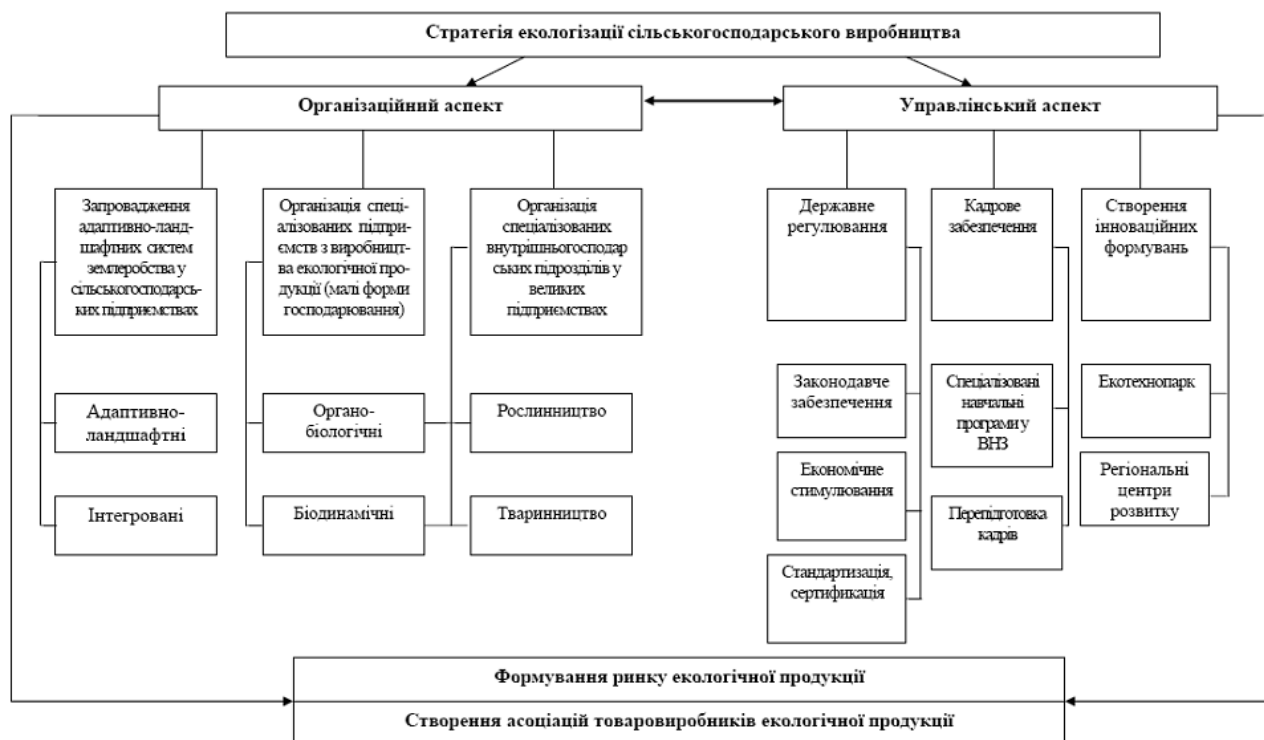 Стратегія екологізації сільськогосподарського виробництва
Організаційний аспект
Управлінський аспект
Запровадження
адаптивно-ланд-
шафтних систем
землеробства у
сільськогосподарсь-
ких підприємствах
Організація спеці-
алізованих підпри-
ємств з виробницт-
ва екологічної про-
дукції (малі форми
господарювання)
Організація
спеціалізованих
внутрішньогосподар
ських підрозділів у
великих
підприємствах
Державне
регулювання
Кадрове
забезпечення
Створення
інноваційних
формувань
Адаптивно-
ландшафтні
Органо-
біологічні
Рослинництво
Законодавче
забезпечення
Спеціалізовані
навчальні
програми у
ВНЗ
Екотехнопарк
Інтегровані
Біодинамічні
Тваринництво
Економічне
стимулювання
Перепідготовка
кадрів
Регіональні
центри
розвитку
Стандартизація,
сертифікація
Формування ринку екологічної продукції
Створення асоціацій товаровиробників екологічної продукції